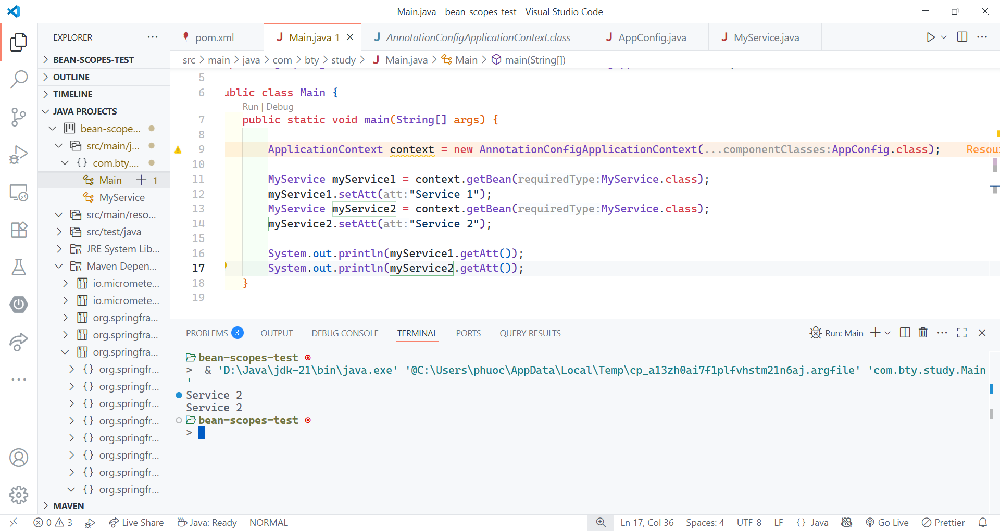 Main.java - bean-scopes-test - Visual Studio Code
EXPLORER
BEAN-SCOPES-TEST
OUTLINE
TIMELINE
JAVA PROJECTS
bean-scope...
src/main/j...
com.bty....
Main 1
MyService
src/main/reso...
src/test/java
JRE System Lib...
Maven Depen...
io.micromete...
io.micromete...
org.springfra...
org.springfra...
org.springfra...
{} org.springfr...
{} org.springfr...
{} org.springfr...
{} org.springfr...
{} org.springfr...
{} org.springfr...
{} org.springfr...
{} org.springfr...
MAVEN
pom.xml
Main.java 1
AnnotationConfigApplicationContext.class
AppConfig.java
MyService.java
src > main > java > com > bty > study > Main.java > Main > main(String[])
5
6 ublic class Main {
Run | Debug
7 public static void main(String[] args) {
8
9 ApplicationContext context = new AnnotationConfigApplicationContext(...componentClasses:AppConfig.class); Resou
10
11 MyService myService1 = context.getBean(requiredType:MyService.class);
12 myService1.setAtt(att:"Service 1");
13 MyService myService2 = context.getBean(requiredType:MyService.class);
14 myService2.setAtt(att:"Service 2");
15
16 System.out.println(myService1.getAtt());
17 System.out.println(myService2.getAtt());
18 }
19
PROBLEMS 3 OUTPUT DEBUG CONSOLE TERMINAL PORTS QUERY RESULTS
Run: Main
bean-scopes-test
> & 'D:\Java\jdk-21\bin\java.exe' '@C:\Users\phuoc\AppData\Local\Temp\cp_a13zh0ai7f1plfvhstm21n6aj.argfile' 'com.bty.study.Main
'
Service 2
Service 2
bean-scopes-test
>
0 3 Live Share Java: Ready NORMAL Ln 17, Col 36 Spaces: 4 UTF-8 LF {} Java Go Live Prettier